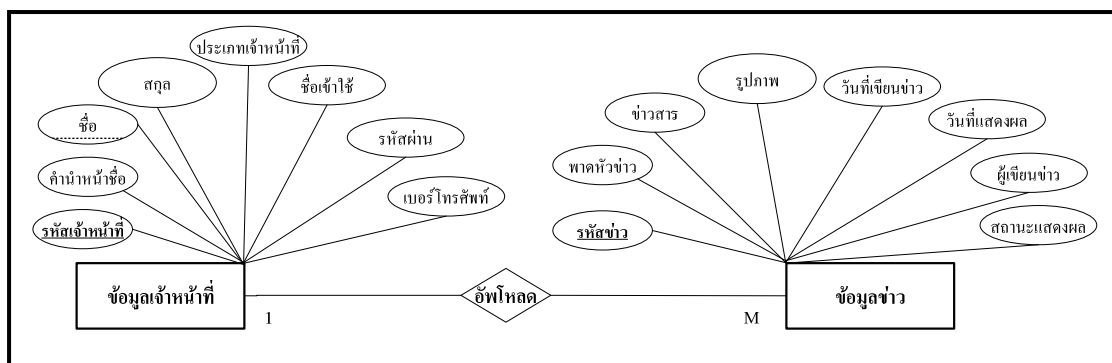 ประเภทเจ้าหน้าที่
สกุล
ชื่อเข้าใช้
ชื่อ
รหัสผ่าน
คำนำหน้าชื่อ
เบอร์โทรศัพท์
รหัสเจ้าหน้าที่
ข้อมูลเจ้าหน้าที่
1
อัพโหลด
รูปภาพ
วันที่เขียนข่าว
ข่าวสาร
วันที่แสดงผล
พาดหัวข่าว
ผู้เขียนข่าว
รหัสข่าว
สถานะแสดงผล
M
ข้อมูลข่าว